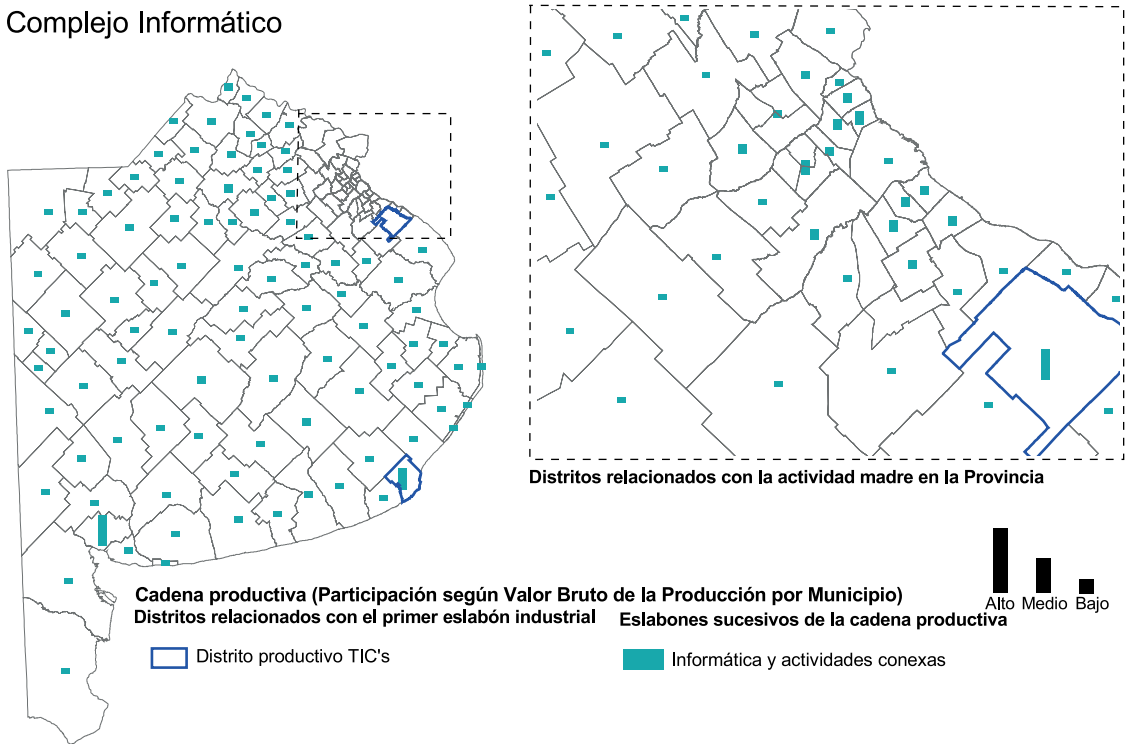 Complejo Informático
Distritos relacionados con la actividad madre en la Provincia
Alto Medio Bajo
Cadena productiva (Participación según Valor Bruto de la Producción por Municipio)
Distritos relacionados con el primer eslabón industrial
Eslabones sucesivos de la cadena productiva
Distrito productivo TIC's
Informática y actividades conexas